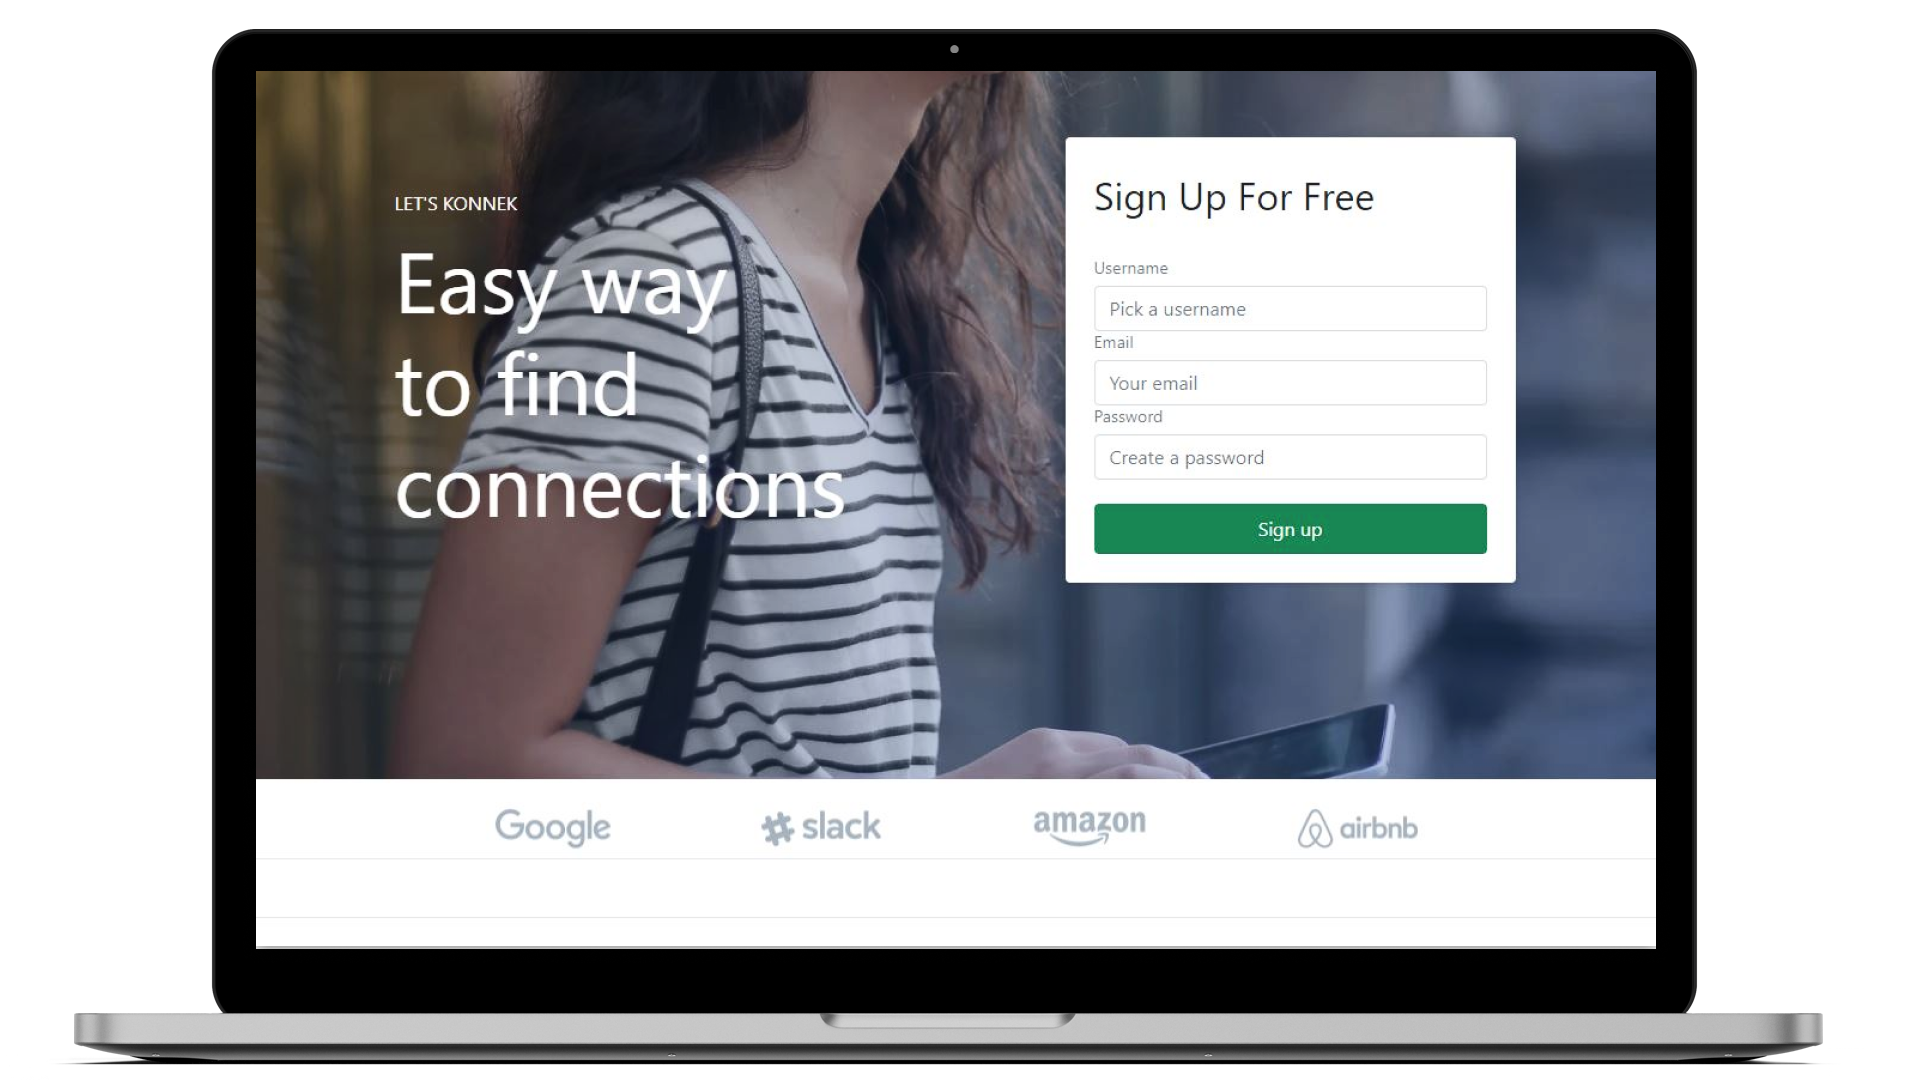 LET'S KONNEK
Easy way
to find
connections
Sign Up For Free
Username
Pick a username
Email
Your email
Password
Create a password
Sign up
Google
slack
amazon
airbnb